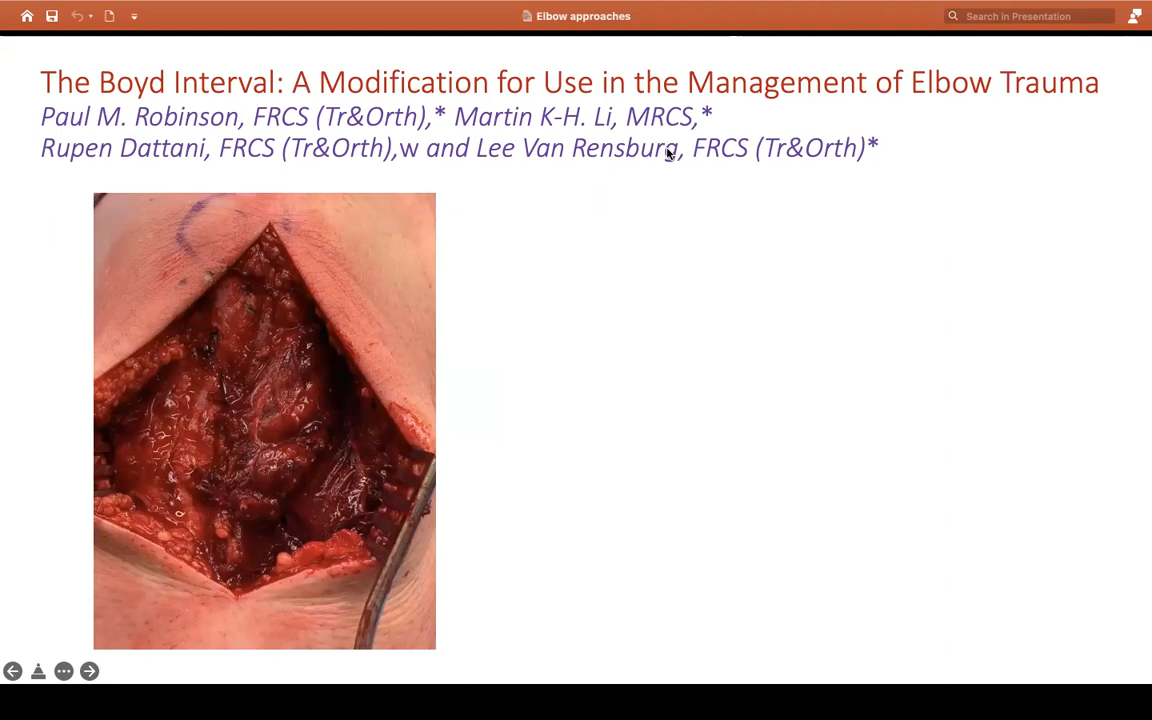 Elbow approaches
Search in Presentation
The Boyd Interval: A Modification for Use in the Management of Elbow Trauma
Paul M. Robinson, FRCS (Tr&Orth),* Martin K-H. Li, MRCS,*
Rupen Dattani, FRCS (Tr&Orth),w and Lee Van Rensburg, FRCS (Tr&Orth)*